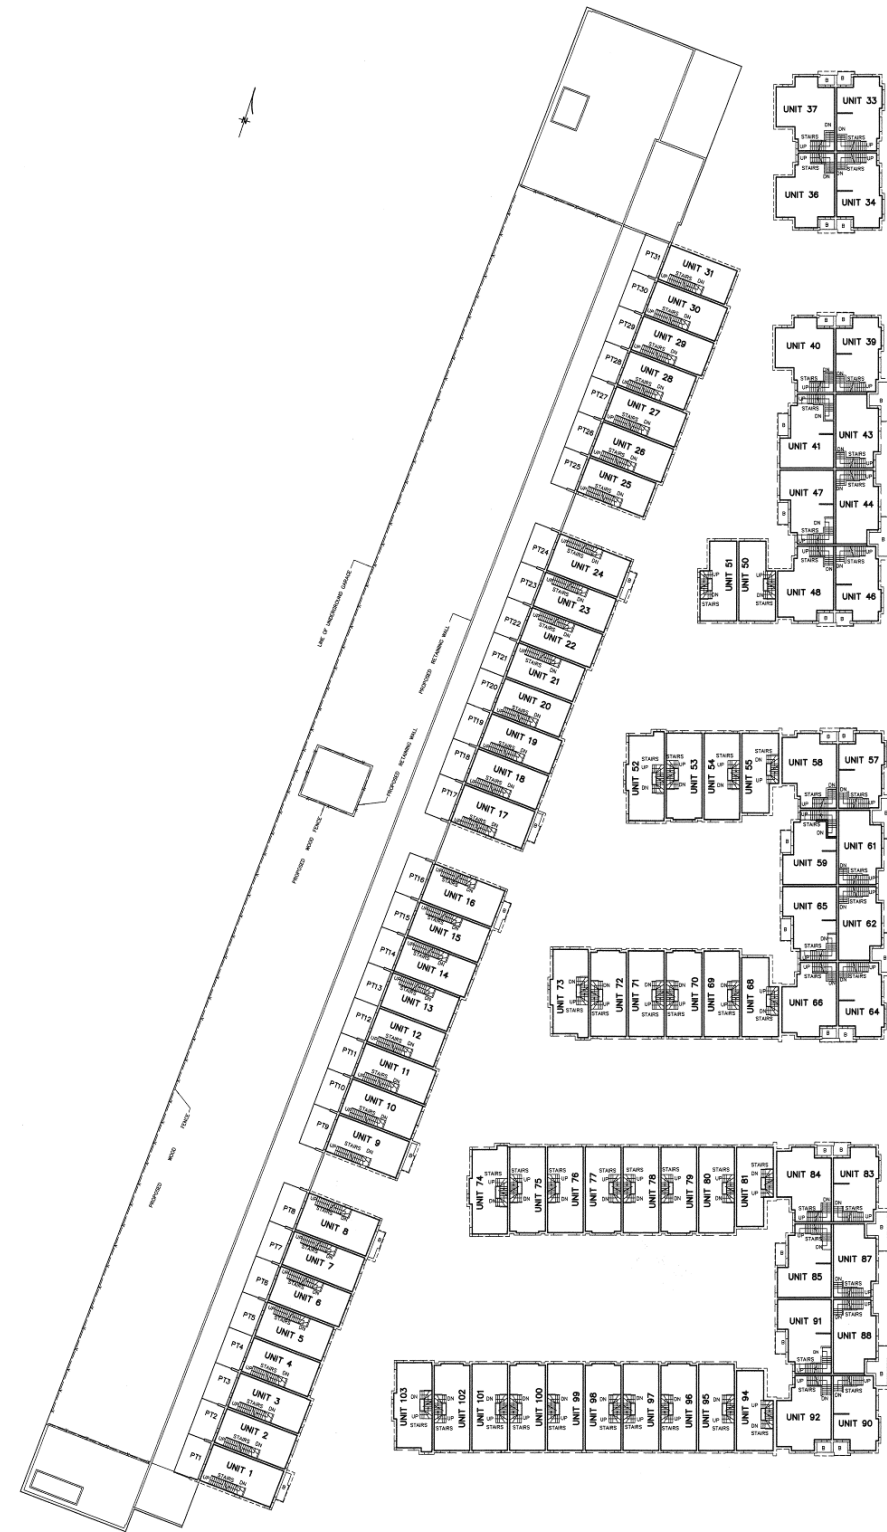 N
UNIT 37
UNIT 33
UNIT 36
UNIT 34
PT31 UNIT 31
PT30 UNIT 30
PT29 UNIT 29
PT28 UNIT 28
PT27 UNIT 27
PT26 UNIT 26
PT25 UNIT 25
UNIT 40
UNIT 39
UNIT 41
UNIT 43
UNIT 47
UNIT 44
UNIT 51
UNIT 50
UNIT 48
UNIT 46
PT24 UNIT 24
PT23 UNIT 23
PT22 UNIT 22
PT21 UNIT 21
PT20 UNIT 20
PT19 UNIT 19
PT18 UNIT 18
PT17 UNIT 17
LINE OF UNDERGROUND GARAGE
PROPOSED RETAINING WALL
PROPOSED RETAINING WALL
PROPOSED WOOD FENCE
UNIT 52
UNIT 53
UNIT 54
UNIT 55
UNIT 58
UNIT 57
UNIT 59
UNIT 61
UNIT 65
UNIT 62
UNIT 73
UNIT 72
UNIT 71
UNIT 70
UNIT 69
UNIT 68
UNIT 66
UNIT 64
PT16 UNIT 16
PT15 UNIT 15
PT14 UNIT 14
PT13 UNIT 13
PT12 UNIT 12
PT11 UNIT 11
PT10 UNIT 10
PT9 UNIT 9
PROPOSED WOOD FENCE
UNIT 74
UNIT 75
UNIT 76
UNIT 77
UNIT 78
UNIT 79
UNIT 80
UNIT 81
UNIT 84
UNIT 83
UNIT 85
UNIT 87
UNIT 91
UNIT 88
PT8 UNIT 8
PT7 UNIT 7
PT6 UNIT 6
PT5 UNIT 5
PT4 UNIT 4
PT3 UNIT 3
PT2 UNIT 2
PT1 UNIT 1
UNIT 103
UNIT 102
UNIT 101
UNIT 100
UNIT 99
UNIT 98
UNIT 97
UNIT 96
UNIT 95
UNIT 94
UNIT 92
UNIT 90
STAIRS
UP
DN
B